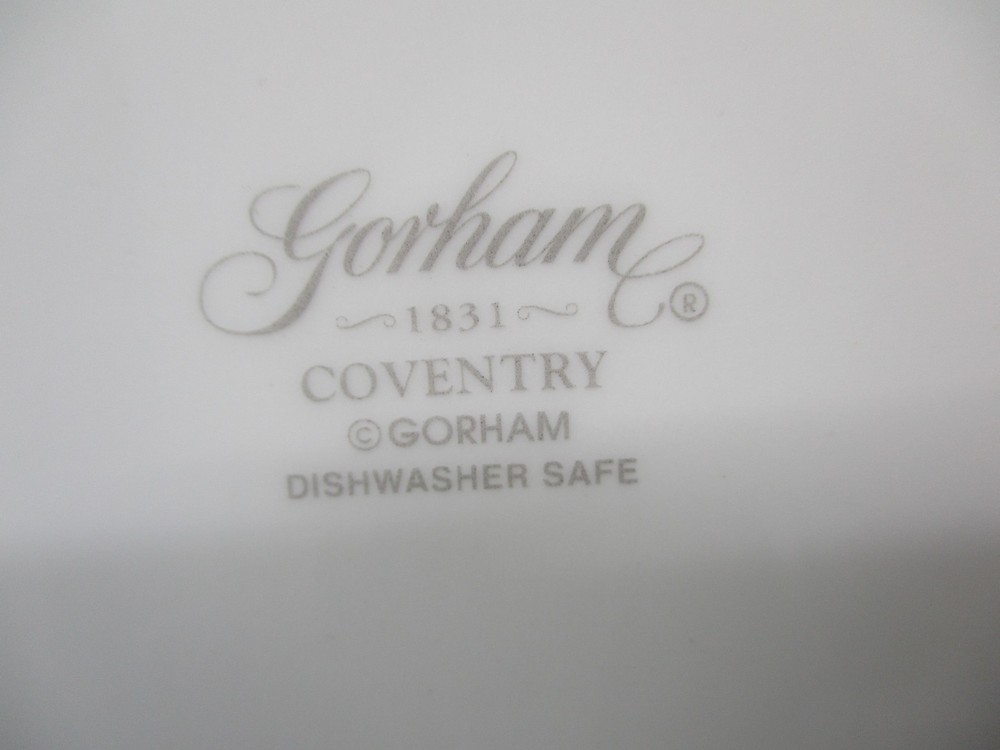 Gorham ®
1831
COVENTRY
© GORHAM
DISHWASHER SAFE